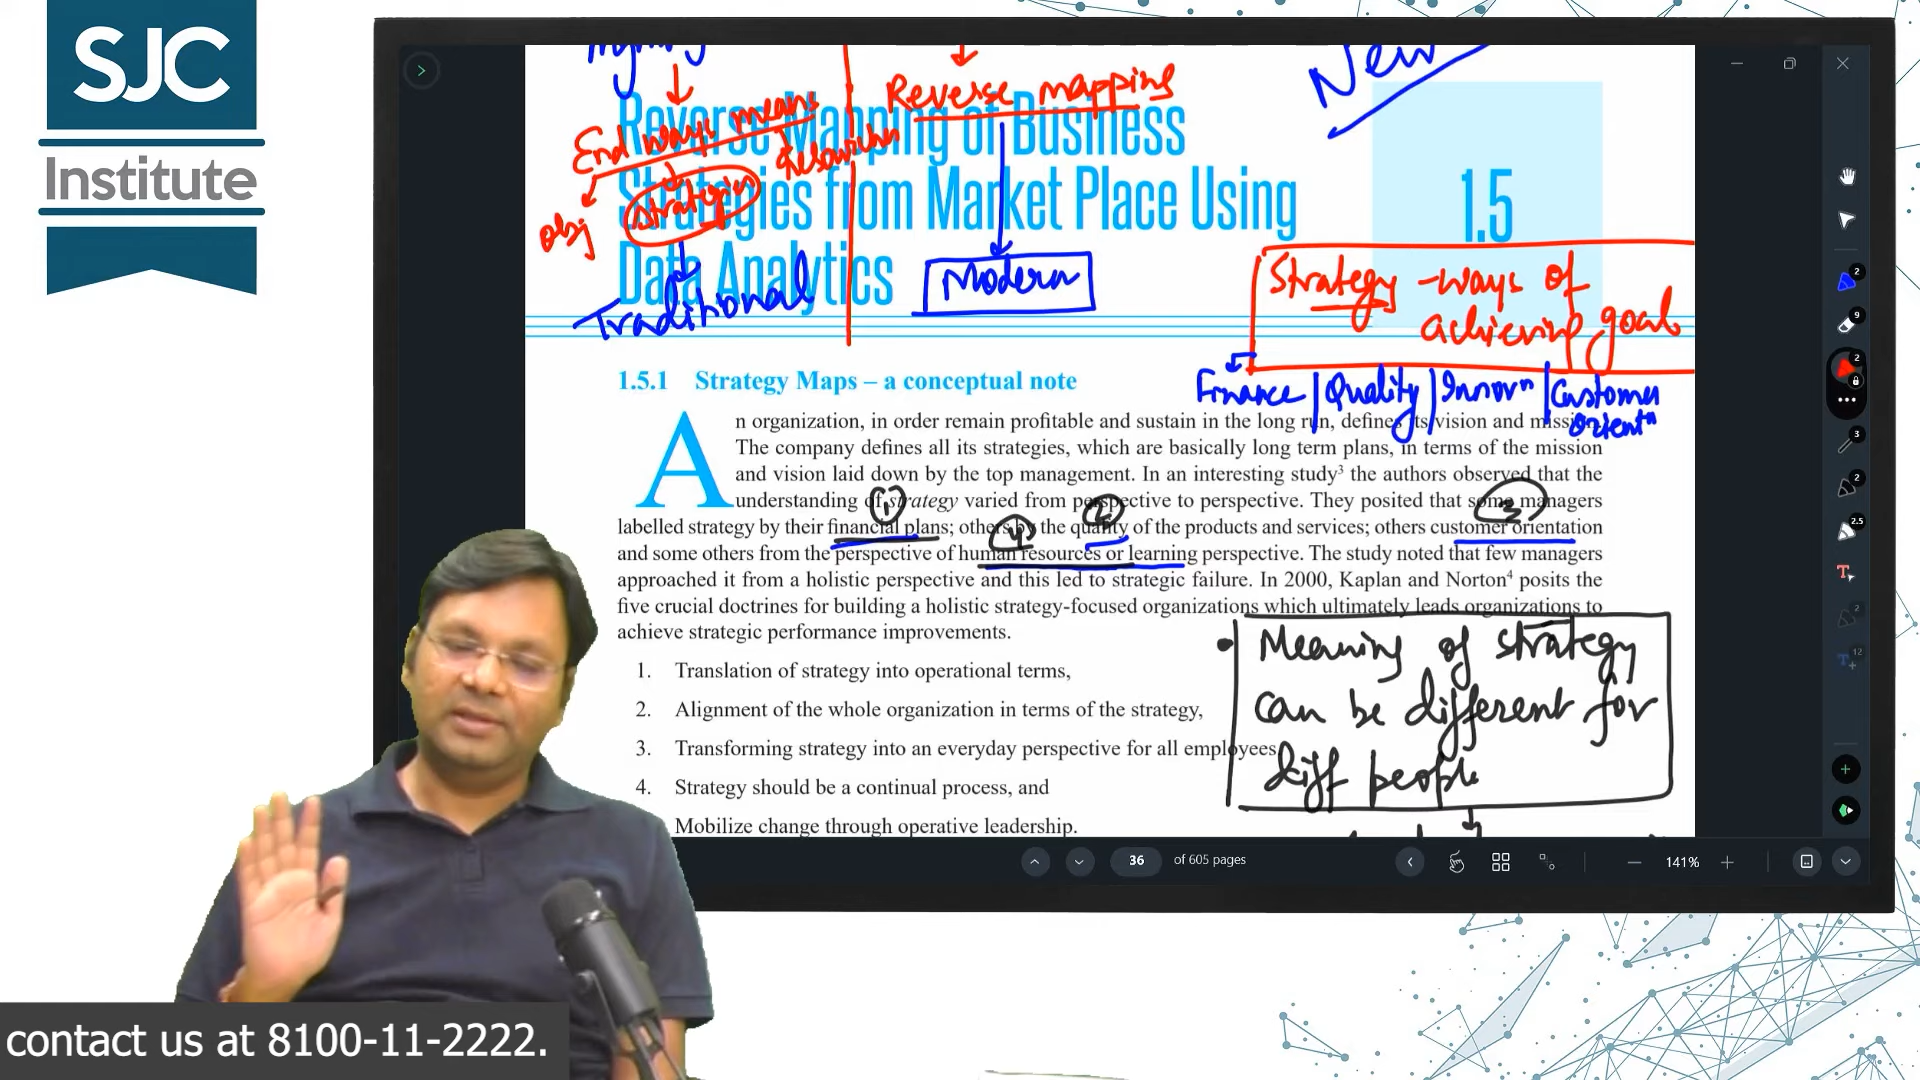 SJC
Institute
New
Reverse mapping
End ways means
Resources
obj
Strategies
Traditional
Modern
Reverse Mapping of Business
Strategies from Market Place Using
Data Analytics
1.5
Strategy - ways of
achieving goal
Finance | Quality | Innovn | Customer
Orientn
1.5.1 Strategy Maps – a conceptual note
An organization, in order remain profitable and sustain in the long run, defines its vision and mission.
The company defines all its strategies, which are basically long term plans, in terms of the mission
and vision laid down by the top management. In an interesting study3 the authors observed that the
understanding of strategy varied from perspective to perspective. They posited that some managers
labelled strategy by their financial plans; others by the quality of the products and services; others customer orientation
and some others from the perspective of human resources or learning perspective. The study noted that few managers
approached it from a holistic perspective and this led to strategic failure. In 2000, Kaplan and Norton4 posits the
five crucial doctrines for building a holistic strategy-focused organizations which ultimately leads organizations to
achieve strategic performance improvements.
1. Translation of strategy into operational terms,
2. Alignment of the whole organization in terms of the strategy,
3. Transforming strategy into an everyday perspective for all employees
4. Strategy should be a continual process, and
Mobilize change through operative leadership.
1
2
3
4
Meaning of strategy
can be different for
diff people
36 of 605 pages
141%
contact us at 8100-11-2222.